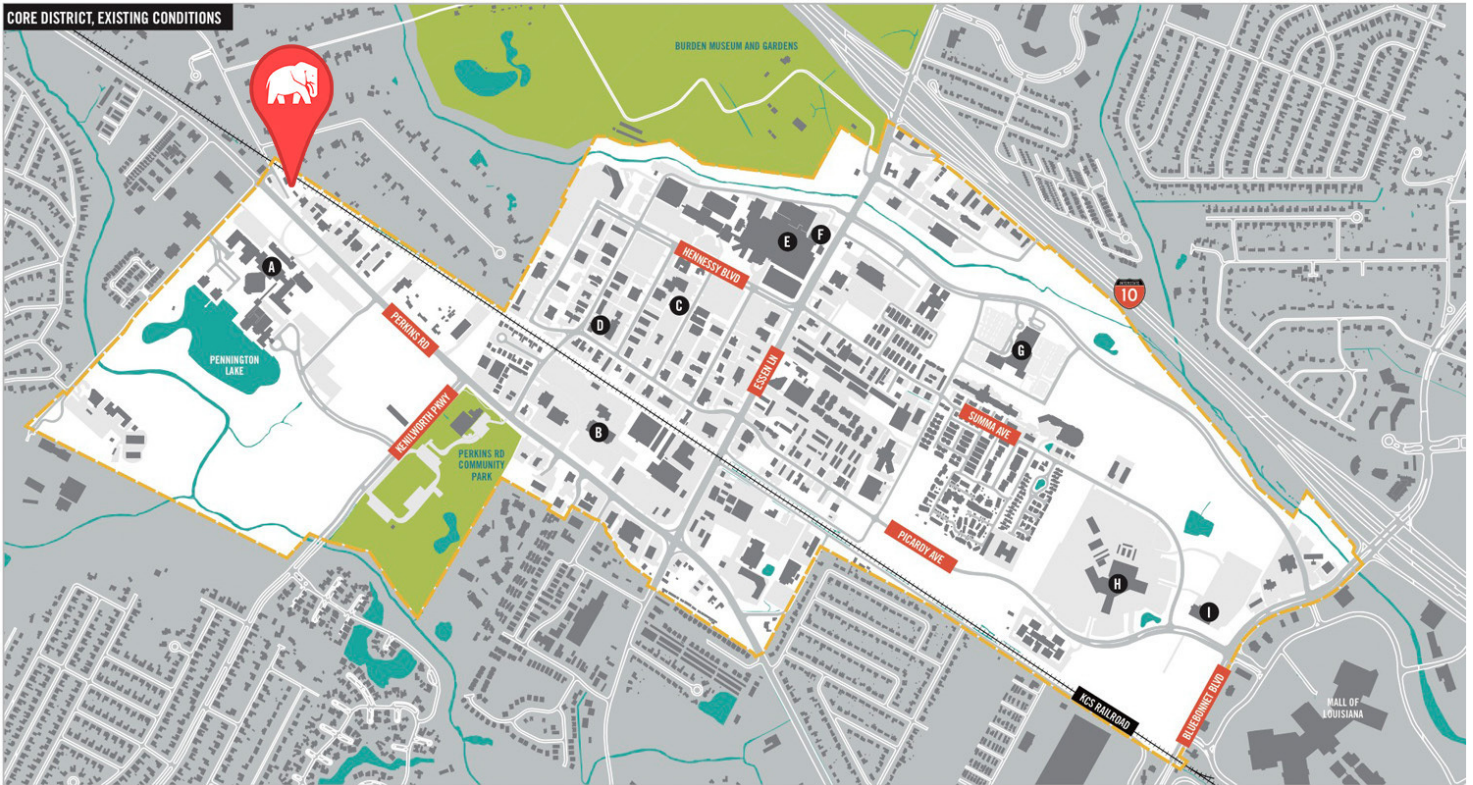 CORE DISTRICT, EXISTING CONDITIONS
BURDEN MUSEUM AND GARDENS
A
E
F
HENNESSY BLVD
10
C
PERKINS RD
D
PENNINGTON
LAKE
G
ESSEN LN
KENILWORTH PKWY
SUMMA AVE
B
PERKINS RD
COMMUNITY
PARK
PICARDY AVE
H
I
KCS RAILROAD
BLUEBONNET BLVD
MALL OF
LOUISIANA